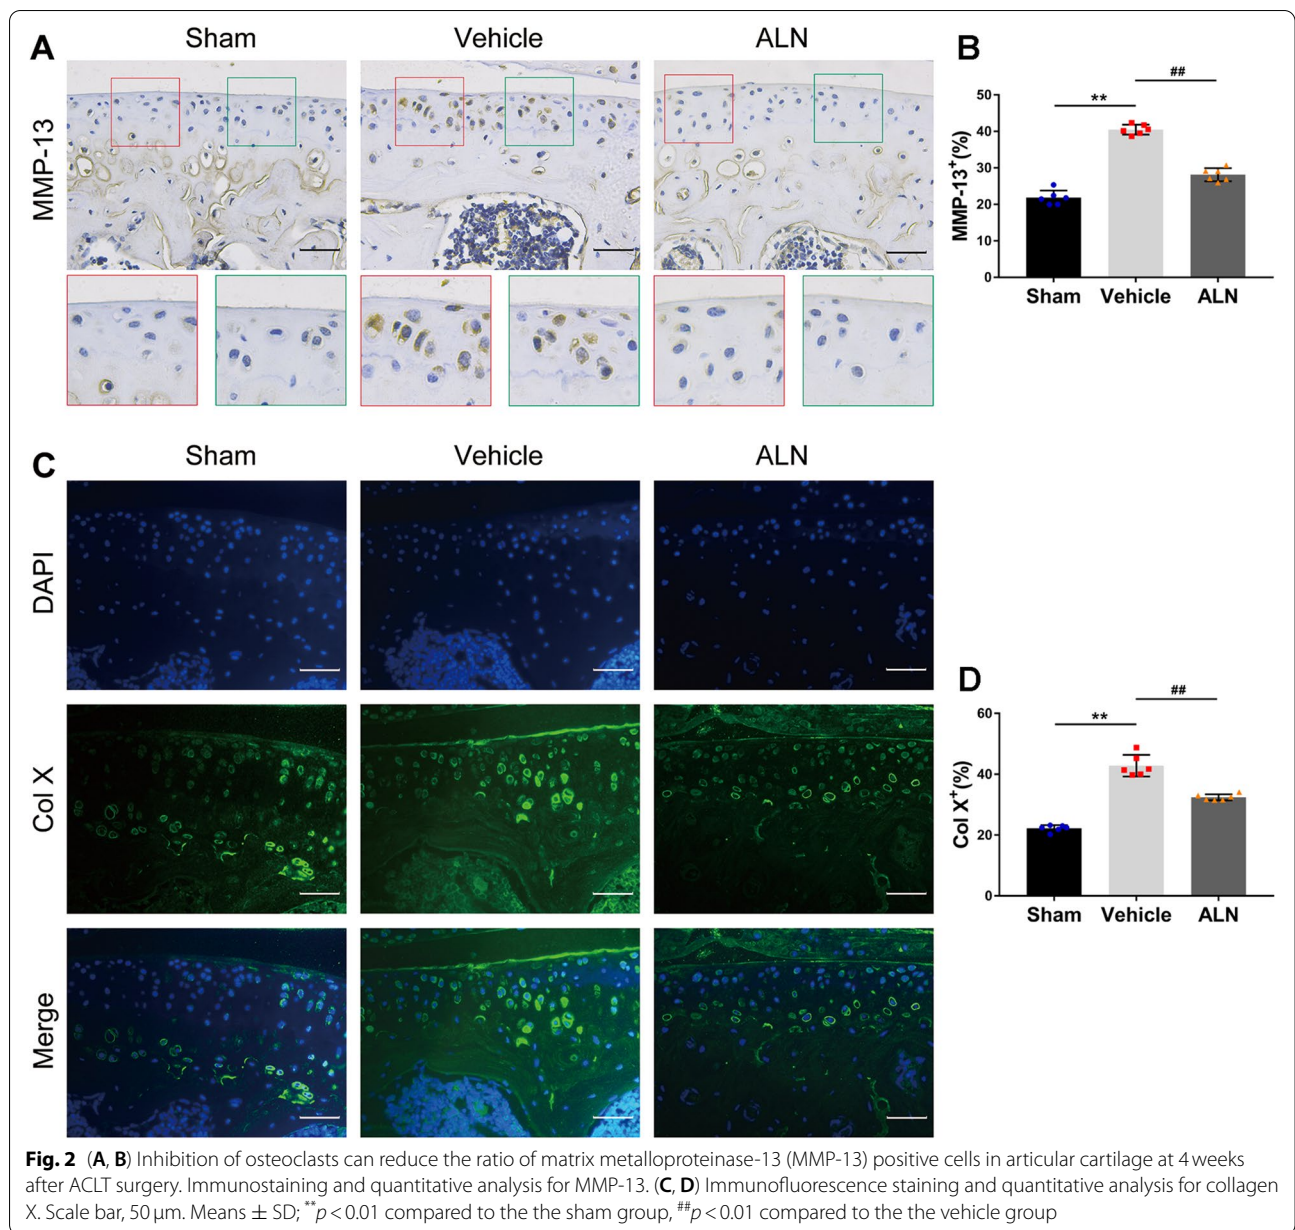 A
Sham
Vehicle
ALN
MMP-13
B
MMP-13+(%)
50
40
30
20
10
0
**
##
Sham
Vehicle
ALN
C
Sham
Vehicle
ALN
DAPI
Col X
Merge
D
Col X+(%)
60
40
20
0
**
##
Sham
Vehicle
ALN
Fig. 2 (A, B) Inhibition of osteoclasts can reduce the ratio of matrix metalloproteinase-13 (MMP-13) positive cells in articular cartilage at 4 weeks
after ACLT surgery. Immunostaining and quantitative analysis for MMP-13. (C, D) Immunofluorescence staining and quantitative analysis for collagen
X. Scale bar, 50 μm. Means ± SD; **p < 0.01 compared to the the sham group, ##p < 0.01 compared to the the vehicle group